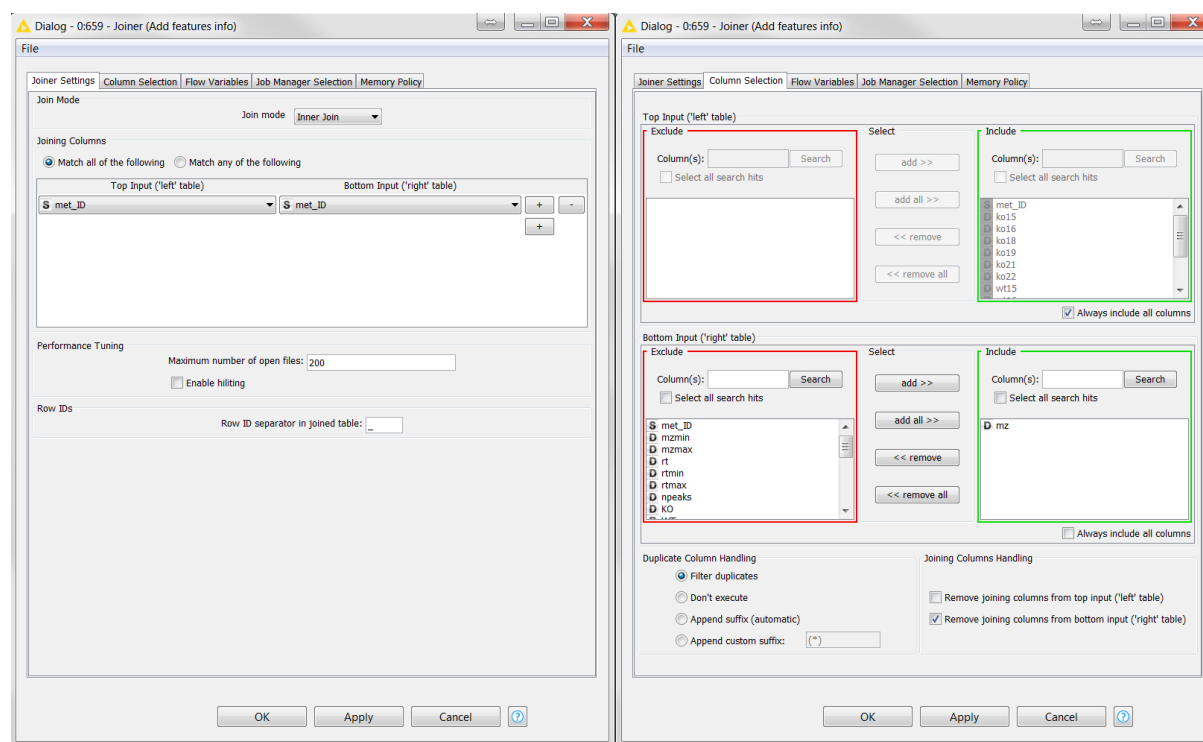 Dialog - 0:659 - Joiner (Add features info)
File
Joiner Settings Column Selection Flow Variables Job Manager Selection Memory Policy
Join Mode
Join mode Inner Join
Joining Columns
Match all of the following Match any of the following
Top Input ('left' table) Bottom Input ('right' table)
S met_ID S met_ID + -
+
Performance Tuning
Maximum number of open files: 200
Enable hiliting
Row IDs
Row ID separator in joined table: _
OK Apply Cancel ?
Dialog - 0:659 - Joiner (Add features info)
File
Joiner Settings Column Selection Flow Variables Job Manager Selection Memory Policy
Top Input ('left' table)
Exclude Select Include
Column(s): Search add >> Column(s): Search
Select all search hits Select all search hits
add all >>
S met_ID
D ko15
D ko16
<< remove
D ko18
D ko19
D ko21
<< remove all
D ko22
D wt15
Always include all columns
Bottom Input ('right' table)
Exclude Select Include
Column(s): Search add >> Column(s): Search
Select all search hits Select all search hits
add all >>
S met_ID D mz
D mzmin
D mzmax
<< remove
D rt
D rtmin
D rtmax
<< remove all
D npeaks
D KO
Always include all columns
Duplicate Column Handling Joining Columns Handling
Filter duplicates
Don't execute Remove joining columns from top input ('left' table)
Append suffix (automatic) Remove joining columns from bottom input ('right' table)
Append custom suffix: (*)
OK Apply Cancel ?